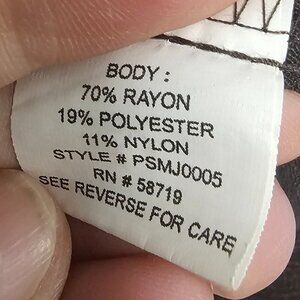 BODY :
70% RAYON
19% POLYESTER
11% NYLON
STYLE # PSMJ0005
RN # 58719
SEE REVERSE FOR CARE